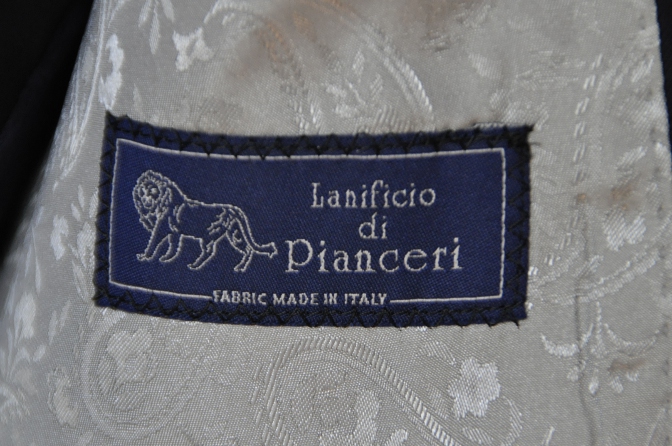 Lanificio
di
Pianceri
FABRIC MADE IN ITALY